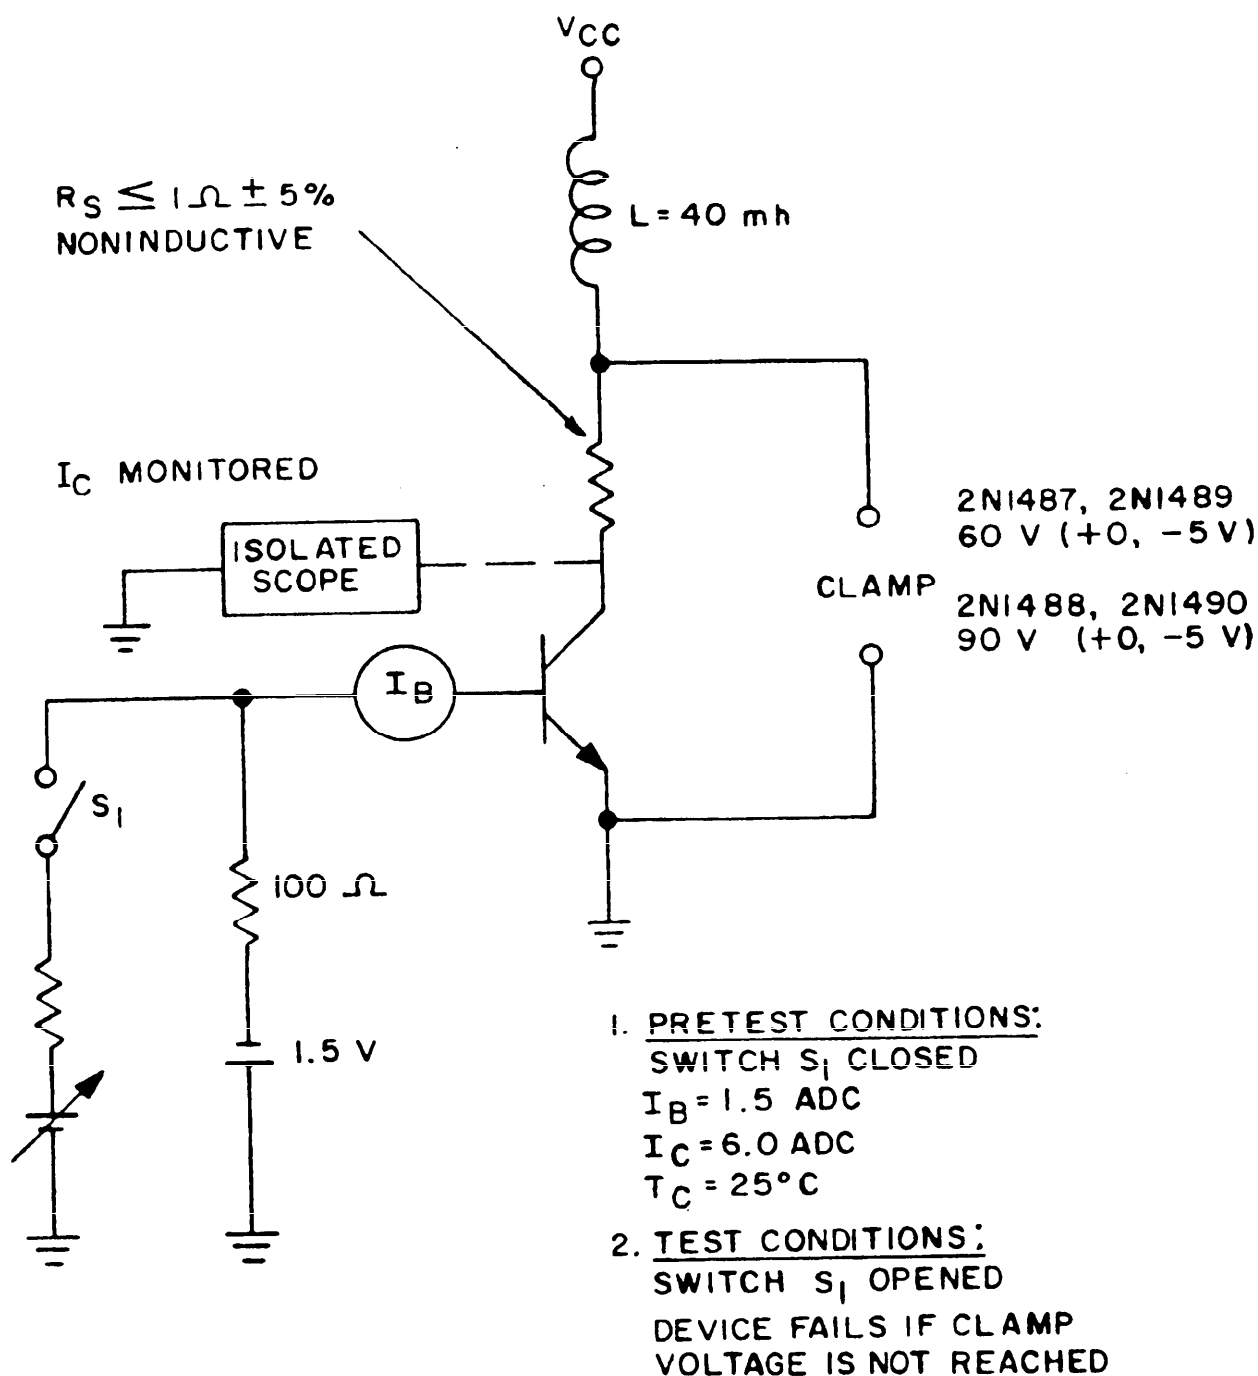 VCC
RS ≤ 1 Ω ± 5%
NONINDUCTIVE
L = 40 mh
IC MONITORED
ISOLATED
SCOPE
2N1487, 2N1489
60 V (+0, -5 V)
CLAMP
2N1488, 2N1490
90 V (+0, -5 V)
IB
S1
100 Ω
1.5 V
1. PRETEST CONDITIONS:
SWITCH S1 CLOSED
IB = 1.5 ADC
IC = 6.0 ADC
TC = 25°C
2. TEST CONDITIONS:
SWITCH S1 OPENED
DEVICE FAILS IF CLAMP
VOLTAGE IS NOT REACHED